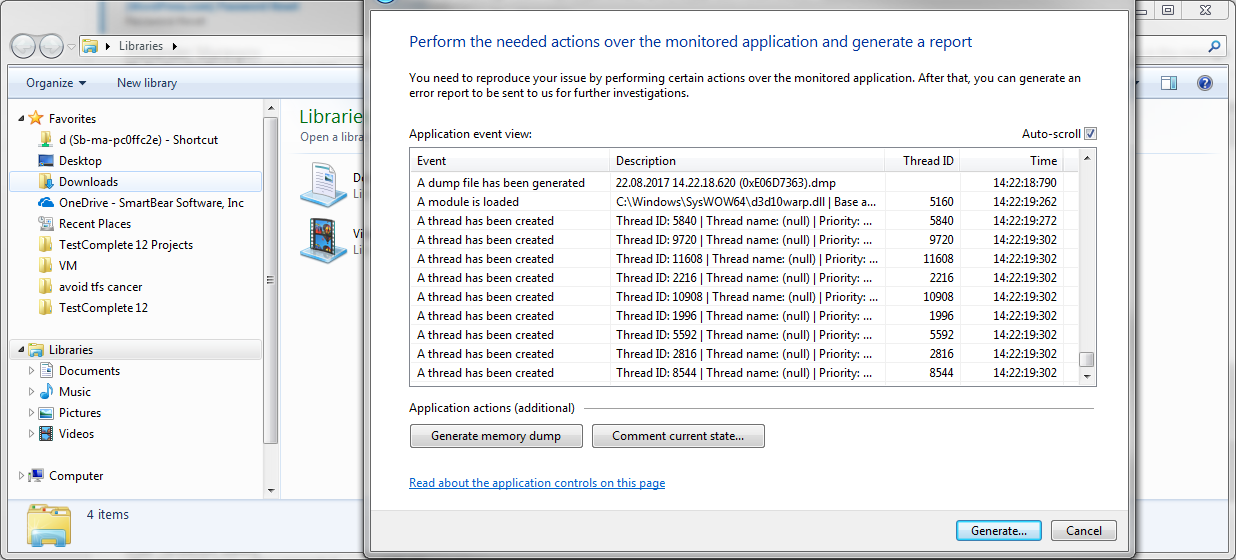 Libraries
Organize
New library
Favorites
d (Sb-ma-pc0ffc2e) - Shortcut
Desktop
Downloads
OneDrive - SmartBear Software, Inc
Recent Places
TestComplete 12 Projects
VM
avoid tfs cancer
TestComplete 12
Libraries
Documents
Music
Pictures
Videos
Computer
4 items
Librarie
Open a libra
D
Li
Vi
Li
Perform the needed actions over the monitored application and generate a report
You need to reproduce your issue by performing certain actions over the monitored application. After that, you can generate an
error report to be sent to us for further investigations.
Application event view: Auto-scroll
Event Description Thread ID Time
A dump file has been generated 22.08.2017 14.22.18.620 (0xE06D7363).dmp 14:22:18:790
A module is loaded C:\Windows\SysWOW64\d3d10warp.dll | Base a... 5160 14:22:19:262
A thread has been created Thread ID: 5840 | Thread name: (null) | Priority: ... 5840 14:22:19:272
A thread has been created Thread ID: 9720 | Thread name: (null) | Priority: ... 9720 14:22:19:302
A thread has been created Thread ID: 11608 | Thread name: (null) | Priority: ... 11608 14:22:19:302
A thread has been created Thread ID: 2216 | Thread name: (null) | Priority: ... 2216 14:22:19:302
A thread has been created Thread ID: 10908 | Thread name: (null) | Priority: ... 10908 14:22:19:302
A thread has been created Thread ID: 1996 | Thread name: (null) | Priority: ... 1996 14:22:19:302
A thread has been created Thread ID: 5592 | Thread name: (null) | Priority: ... 5592 14:22:19:302
A thread has been created Thread ID: 2816 | Thread name: (null) | Priority: ... 2816 14:22:19:302
A thread has been created Thread ID: 8544 | Thread name: (null) | Priority: ... 8544 14:22:19:302
Application actions (additional)
Generate memory dump Comment current state...
Read about the application controls on this page
Generate... Cancel